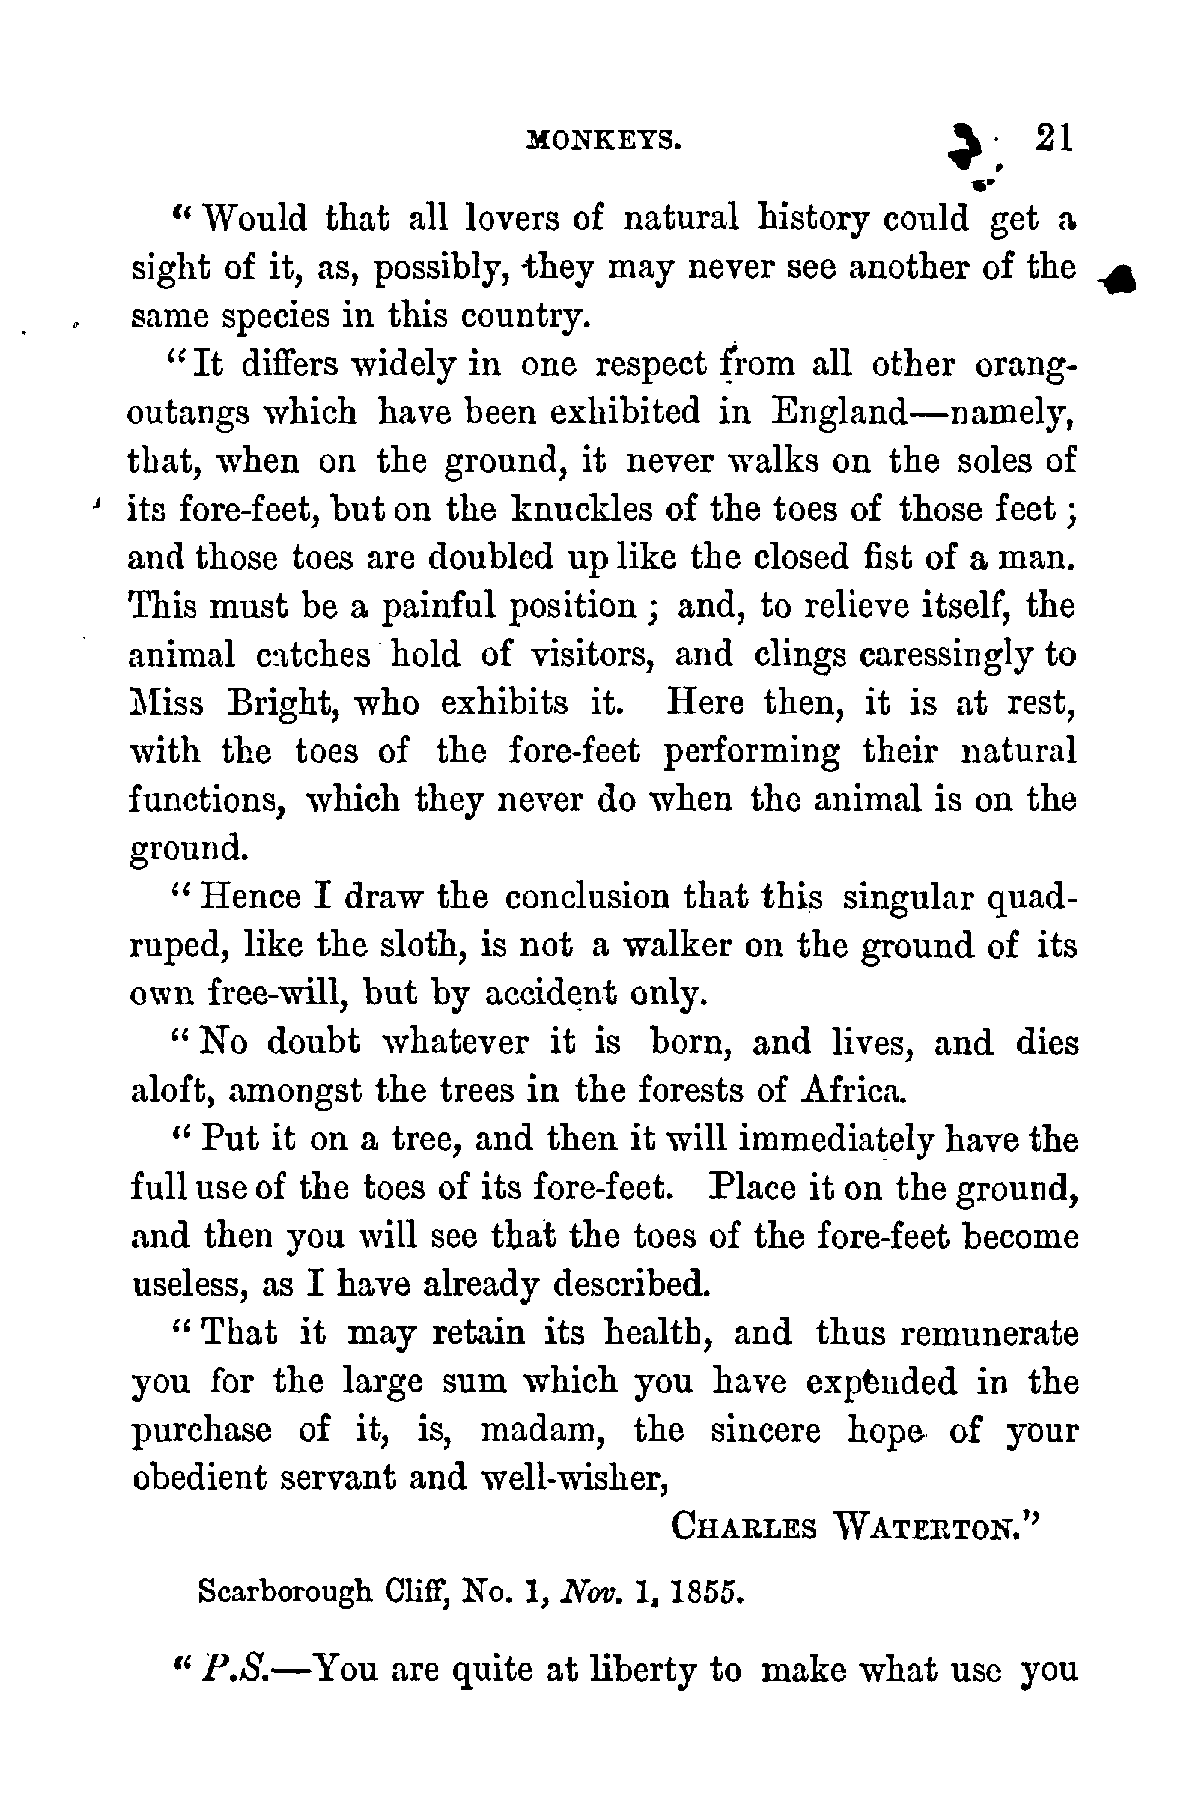 MONKEYS. 21
“Would that all lovers of natural history could get a
sight of it, as, possibly, they may never see another of the
same species in this country.
“It differs widely in one respect from all other orang-
outangs which have been exhibited in England—namely,
that, when on the ground, it never walks on the soles of
its fore-feet, but on the knuckles of the toes of those feet;
and those toes are doubled up like the closed fist of a man.
This must be a painful position; and, to relieve itself, the
animal catches hold of visitors, and clings caressingly to
Miss Bright, who exhibits it. Here then, it is at rest,
with the toes of the fore-feet performing their natural
functions, which they never do when the animal is on the
ground.
“Hence I draw the conclusion that this singular quad-
ruped, like the sloth, is not a walker on the ground of its
own free-will, but by accident only.
“No doubt whatever it is born, and lives, and dies
aloft, amongst the trees in the forests of Africa.
“Put it on a tree, and then it will immediately have the
full use of the toes of its fore-feet. Place it on the ground,
and then you will see that the toes of the fore-feet become
useless, as I have already described.
“That it may retain its health, and thus remunerate
you for the large sum which you have expended in the
purchase of it, is, madam, the sincere hope of your
obedient servant and well-wisher,
CHARLES WATERTON.”
Scarborough Cliff, No. 1, Nov. 1, 1855.
“P.S.—You are quite at liberty to make what use you